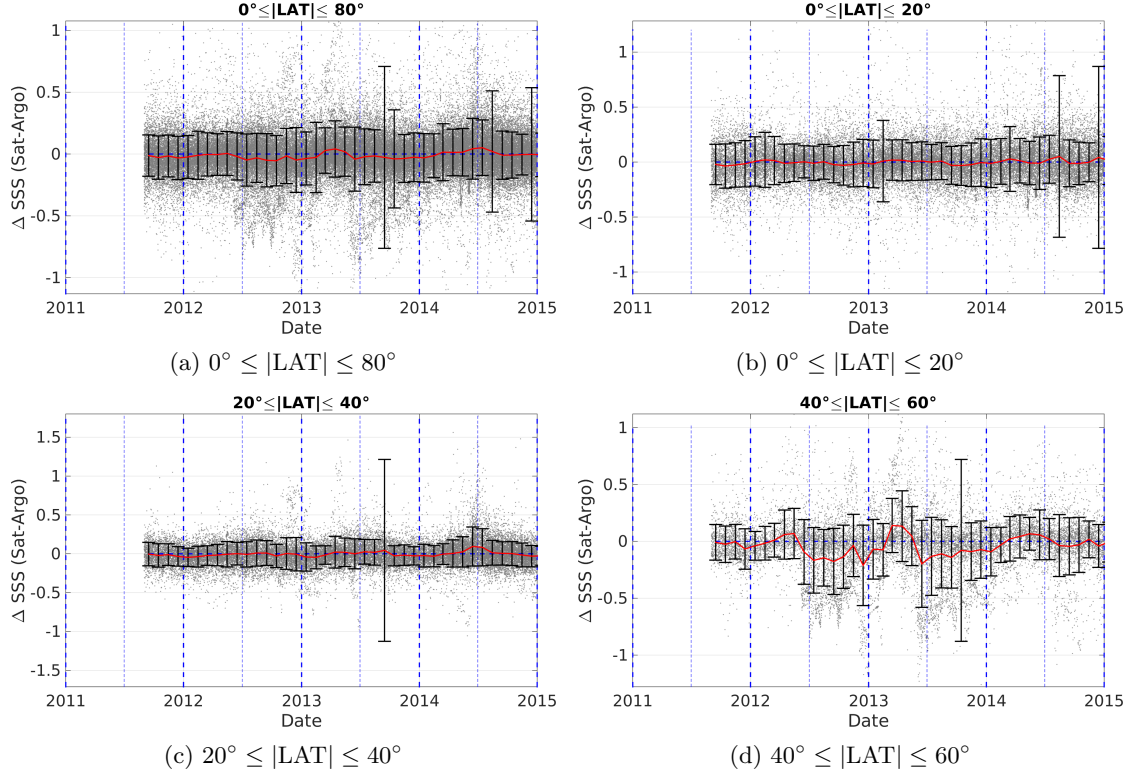 0°≤|LAT|≤ 80°
1
0.5
0
-0.5
-1
Δ SSS (Sat-Argo)
2011 2012 2013 2014 2015
Date
(a) 0° ≤ |LAT| ≤ 80°
0°≤|LAT|≤ 20°
1
0.5
0
-0.5
-1
Δ SSS (Sat-Argo)
2011 2012 2013 2014 2015
Date
(b) 0° ≤ |LAT| ≤ 20°
20°≤|LAT|≤ 40°
1.5
1
0.5
0
-0.5
-1
-1.5
Δ SSS (Sat-Argo)
2011 2012 2013 2014 2015
Date
(c) 20° ≤ |LAT| ≤ 40°
40°≤|LAT|≤ 60°
1
0.5
0
-0.5
-1
Δ SSS (Sat-Argo)
2011 2012 2013 2014 2015
Date
(d) 40° ≤ |LAT| ≤ 60°